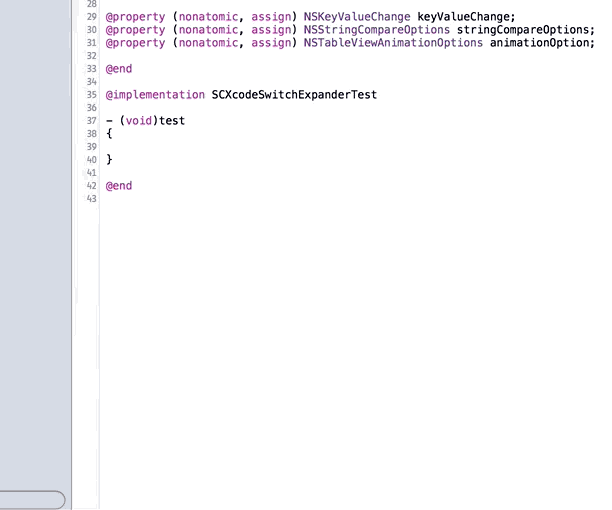 28
29 @property (nonatomic, assign) NSKeyValueChange keyValueChange;
30 @property (nonatomic, assign) NSStringCompareOptions stringCompareOptions;
31 @property (nonatomic, assign) NSTableViewAnimationOptions animationOption;
32
33 @end
34
35 @implementation SCXcodeSwitchExpanderTest
36
37 - (void)test
38 {
39
40 }
41
42 @end
43